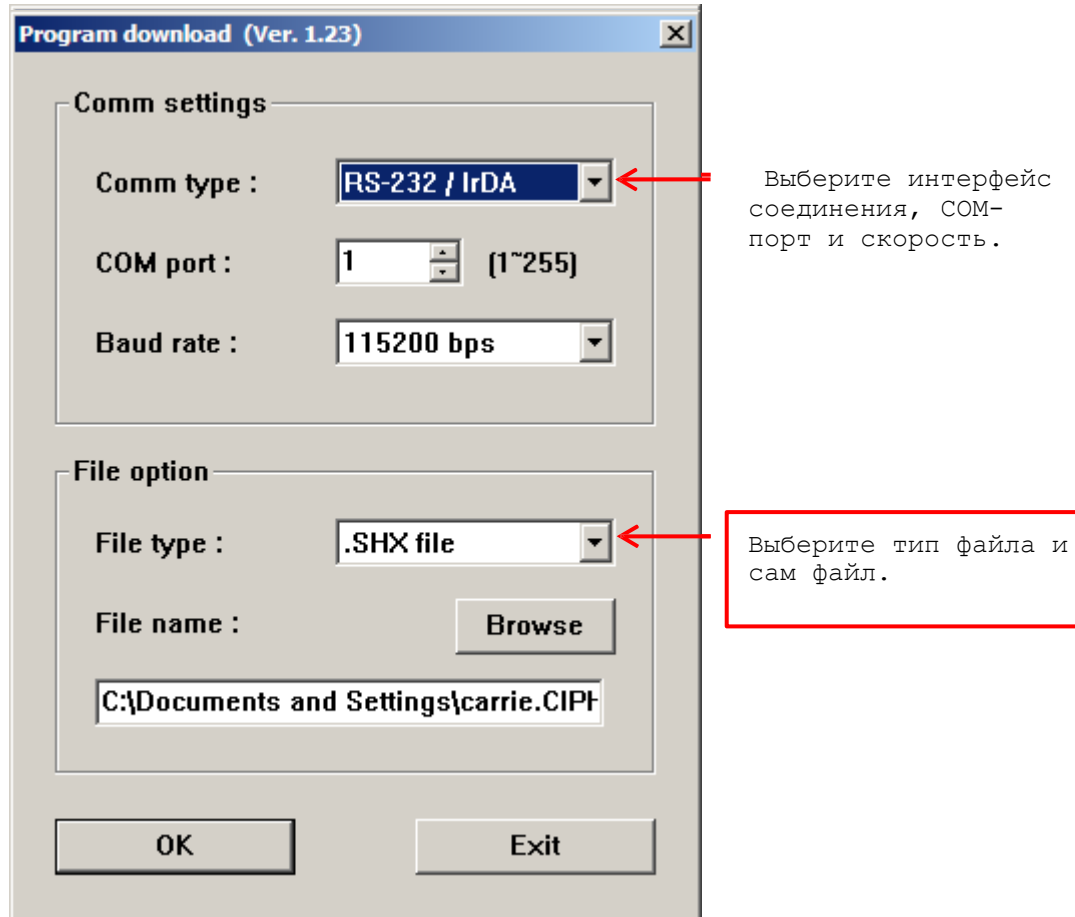 Program download (Ver. 1.23)
Comm settings
Comm type : RS-232 / IrDA
Выберите интерфейс
соединения, COM-
порт и скорость.
COM port : 1 (1~255)
Baud rate : 115200 bps
File option
File type : .SHX file
Выберите тип файла и
сам файл.
File name : Browse
C:\Documents and Settings\carrie.CIPH
OK Exit